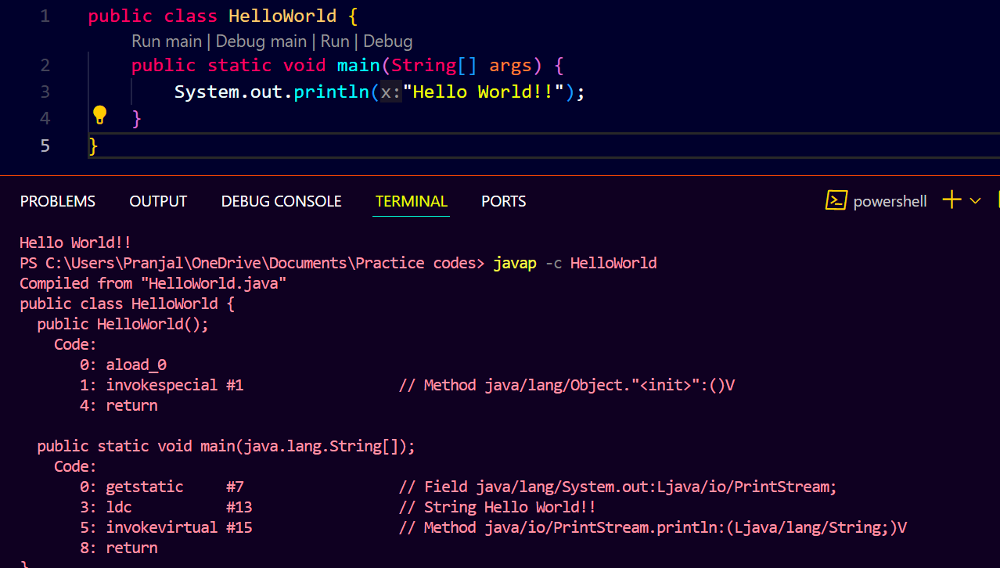 1 public class HelloWorld {
Run main | Debug main | Run | Debug
2 public static void main(String[] args) {
3 System.out.println(x:"Hello World!!");
4 }
5 }
PROBLEMS OUTPUT DEBUG CONSOLE TERMINAL PORTS powershell
Hello World!!
PS C:\Users\Pranjal\OneDrive\Documents\Practice codes> javap -c HelloWorld
Compiled from "HelloWorld.java"
public class HelloWorld {
public HelloWorld();
Code:
0: aload_0
1: invokespecial #1 // Method java/lang/Object."<init>":()V
4: return
public static void main(java.lang.String[]);
Code:
0: getstatic #7 // Field java/lang/System.out:Ljava/io/PrintStream;
3: ldc #13 // String Hello World!!
5: invokevirtual #15 // Method java/io/PrintStream.println:(Ljava/lang/String;)V
8: return
}